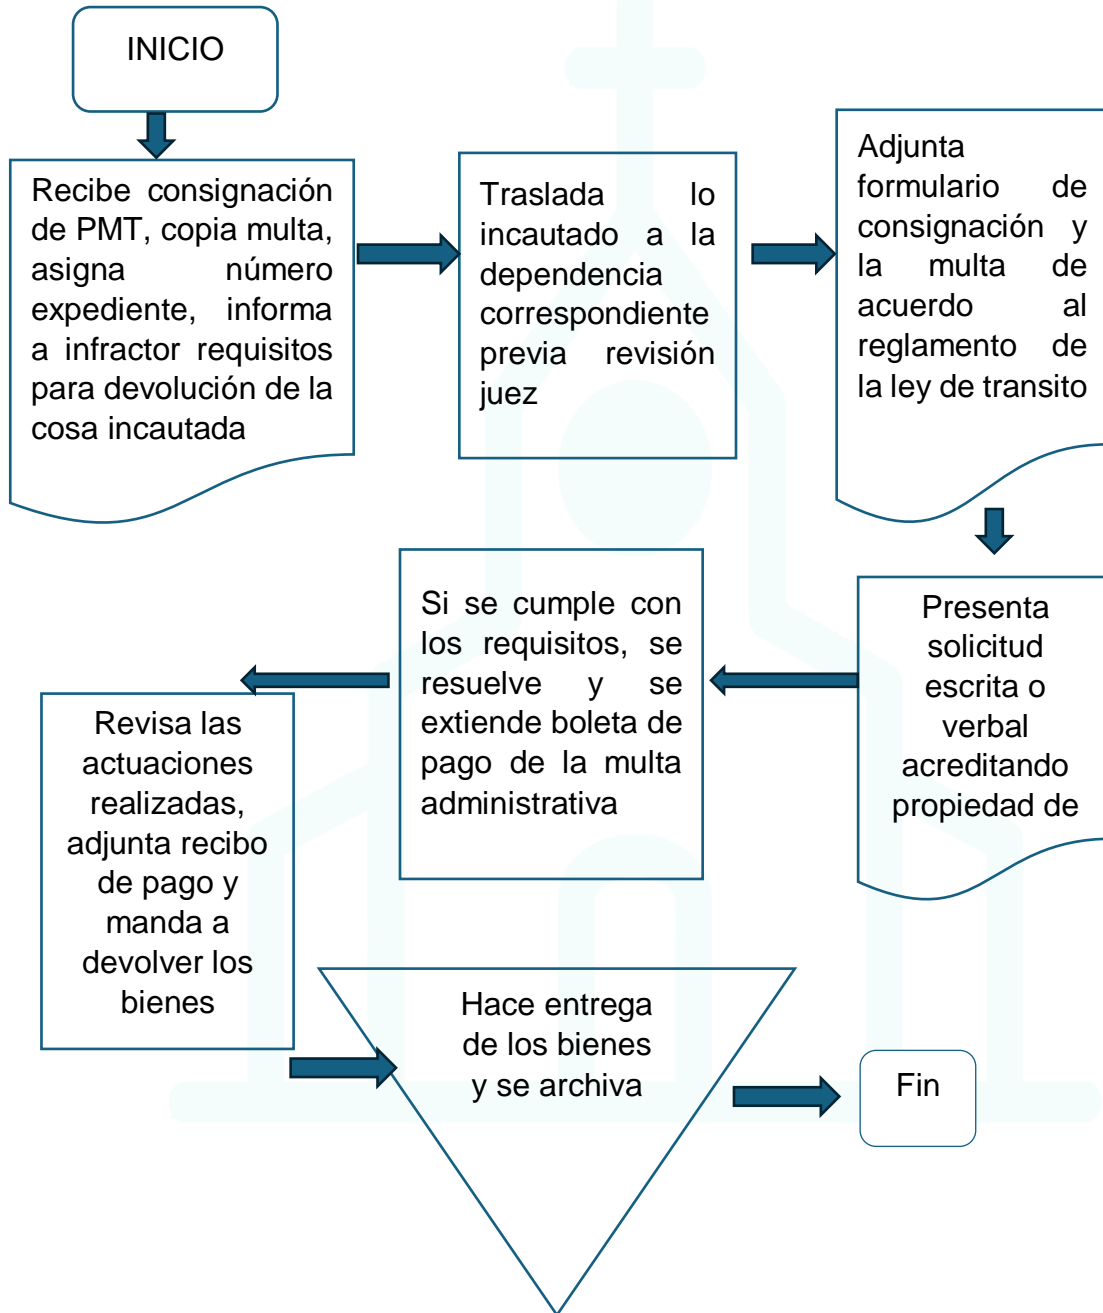 INICIO
Recibe consignación
de PMT, copia multa,
asigna número
expediente, informa
a infractor requisitos
para devolución de la
cosa incautada
Traslada lo
incautado a la
dependencia
correspondiente
previa revisión
juez
Adjunta
formulario de
consignación y
la multa de
acuerdo al
reglamento de
la ley de transito
Presenta
solicitud
escrita o
verbal
acreditando
propiedad de
Si se cumple con
los requisitos, se
resuelve y se
extiende boleta de
pago de la multa
administrativa
Revisa las
actuaciones
realizadas,
adjunta recibo
de pago y
manda a
devolver los
bienes
Hace entrega
de los bienes
y se archiva
Fin